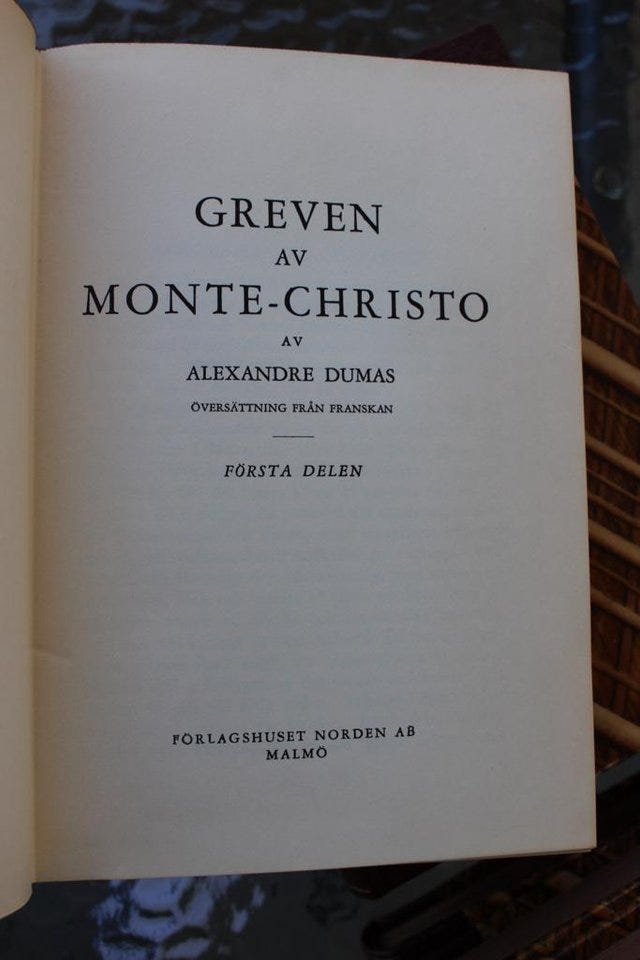 GREVEN
AV
MONTE-CHRISTO
AV
ALEXANDRE DUMAS
ÖVERSÄTTNING FRÅN FRANSKAN
FÖRSTA DELEN
FÖRLAGSHUSET NORDEN AB
MALMÖ